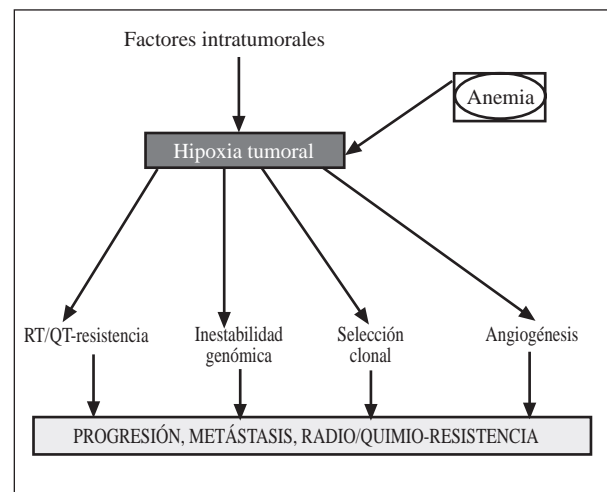 Factores intratumorales
Anemia
Hipoxia tumoral
RT/QT-resistencia
Inestabilidad
genómica
Selección
clonal
Angiogénesis
PROGRESIÓN, METÁSTASIS, RADIO/QUIMIO-RESISTENCIA